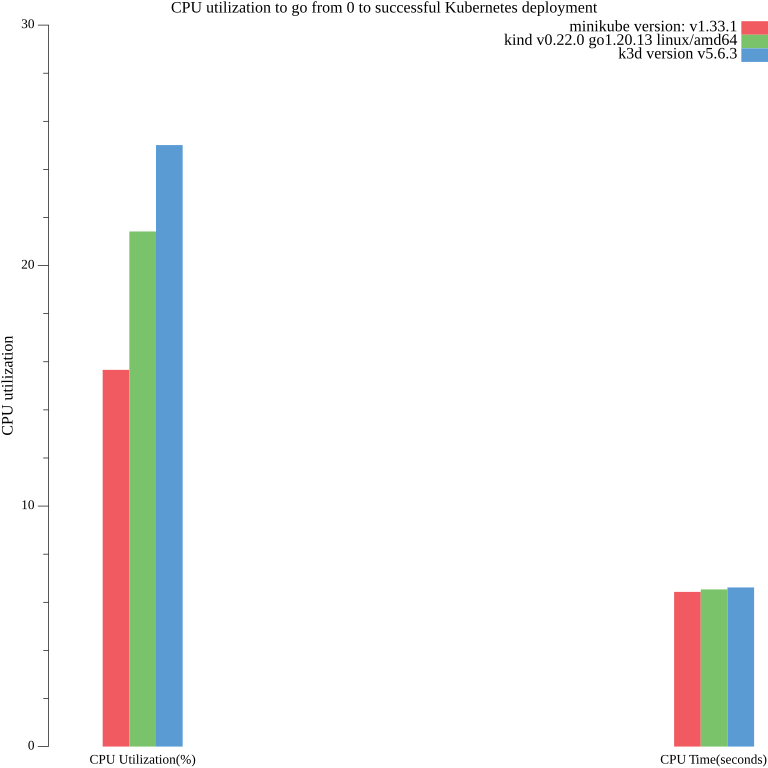 CPU utilization to go from 0 to successful Kubernetes deployment
minikube version: v1.33.1
kind v0.22.0 go1.20.13 linux/amd64
k3d version v5.6.3
30
20
10
0
CPU utilization
CPU Utilization(%)
CPU Time(seconds)